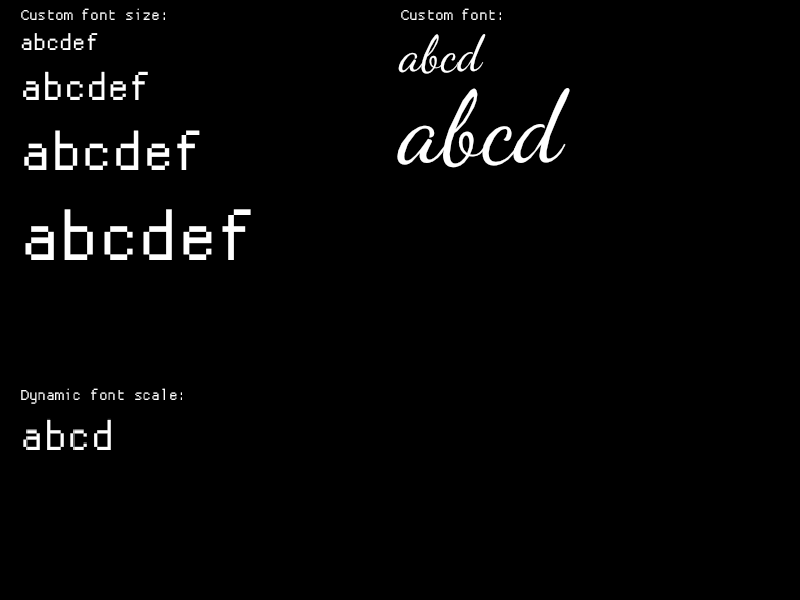 Custom font size:
abcdef
abcdef
abcdef
abcdef
Custom font:
abcd
abcd
Dynamic font scale:
abcd